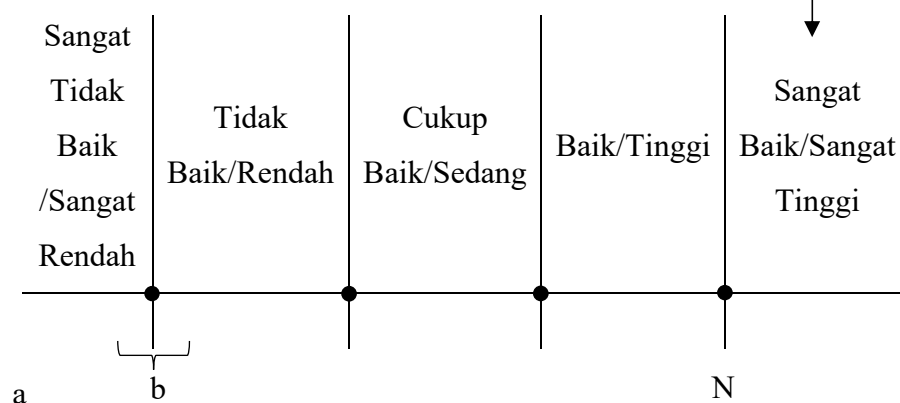 Sangat
Tidak
Baik
/Sangat
Rendah
Tidak
Baik/Rendah
Cukup
Baik/Sedang
Baik/Tinggi
Sangat
Baik/Sangat
Tinggi
a
b
N